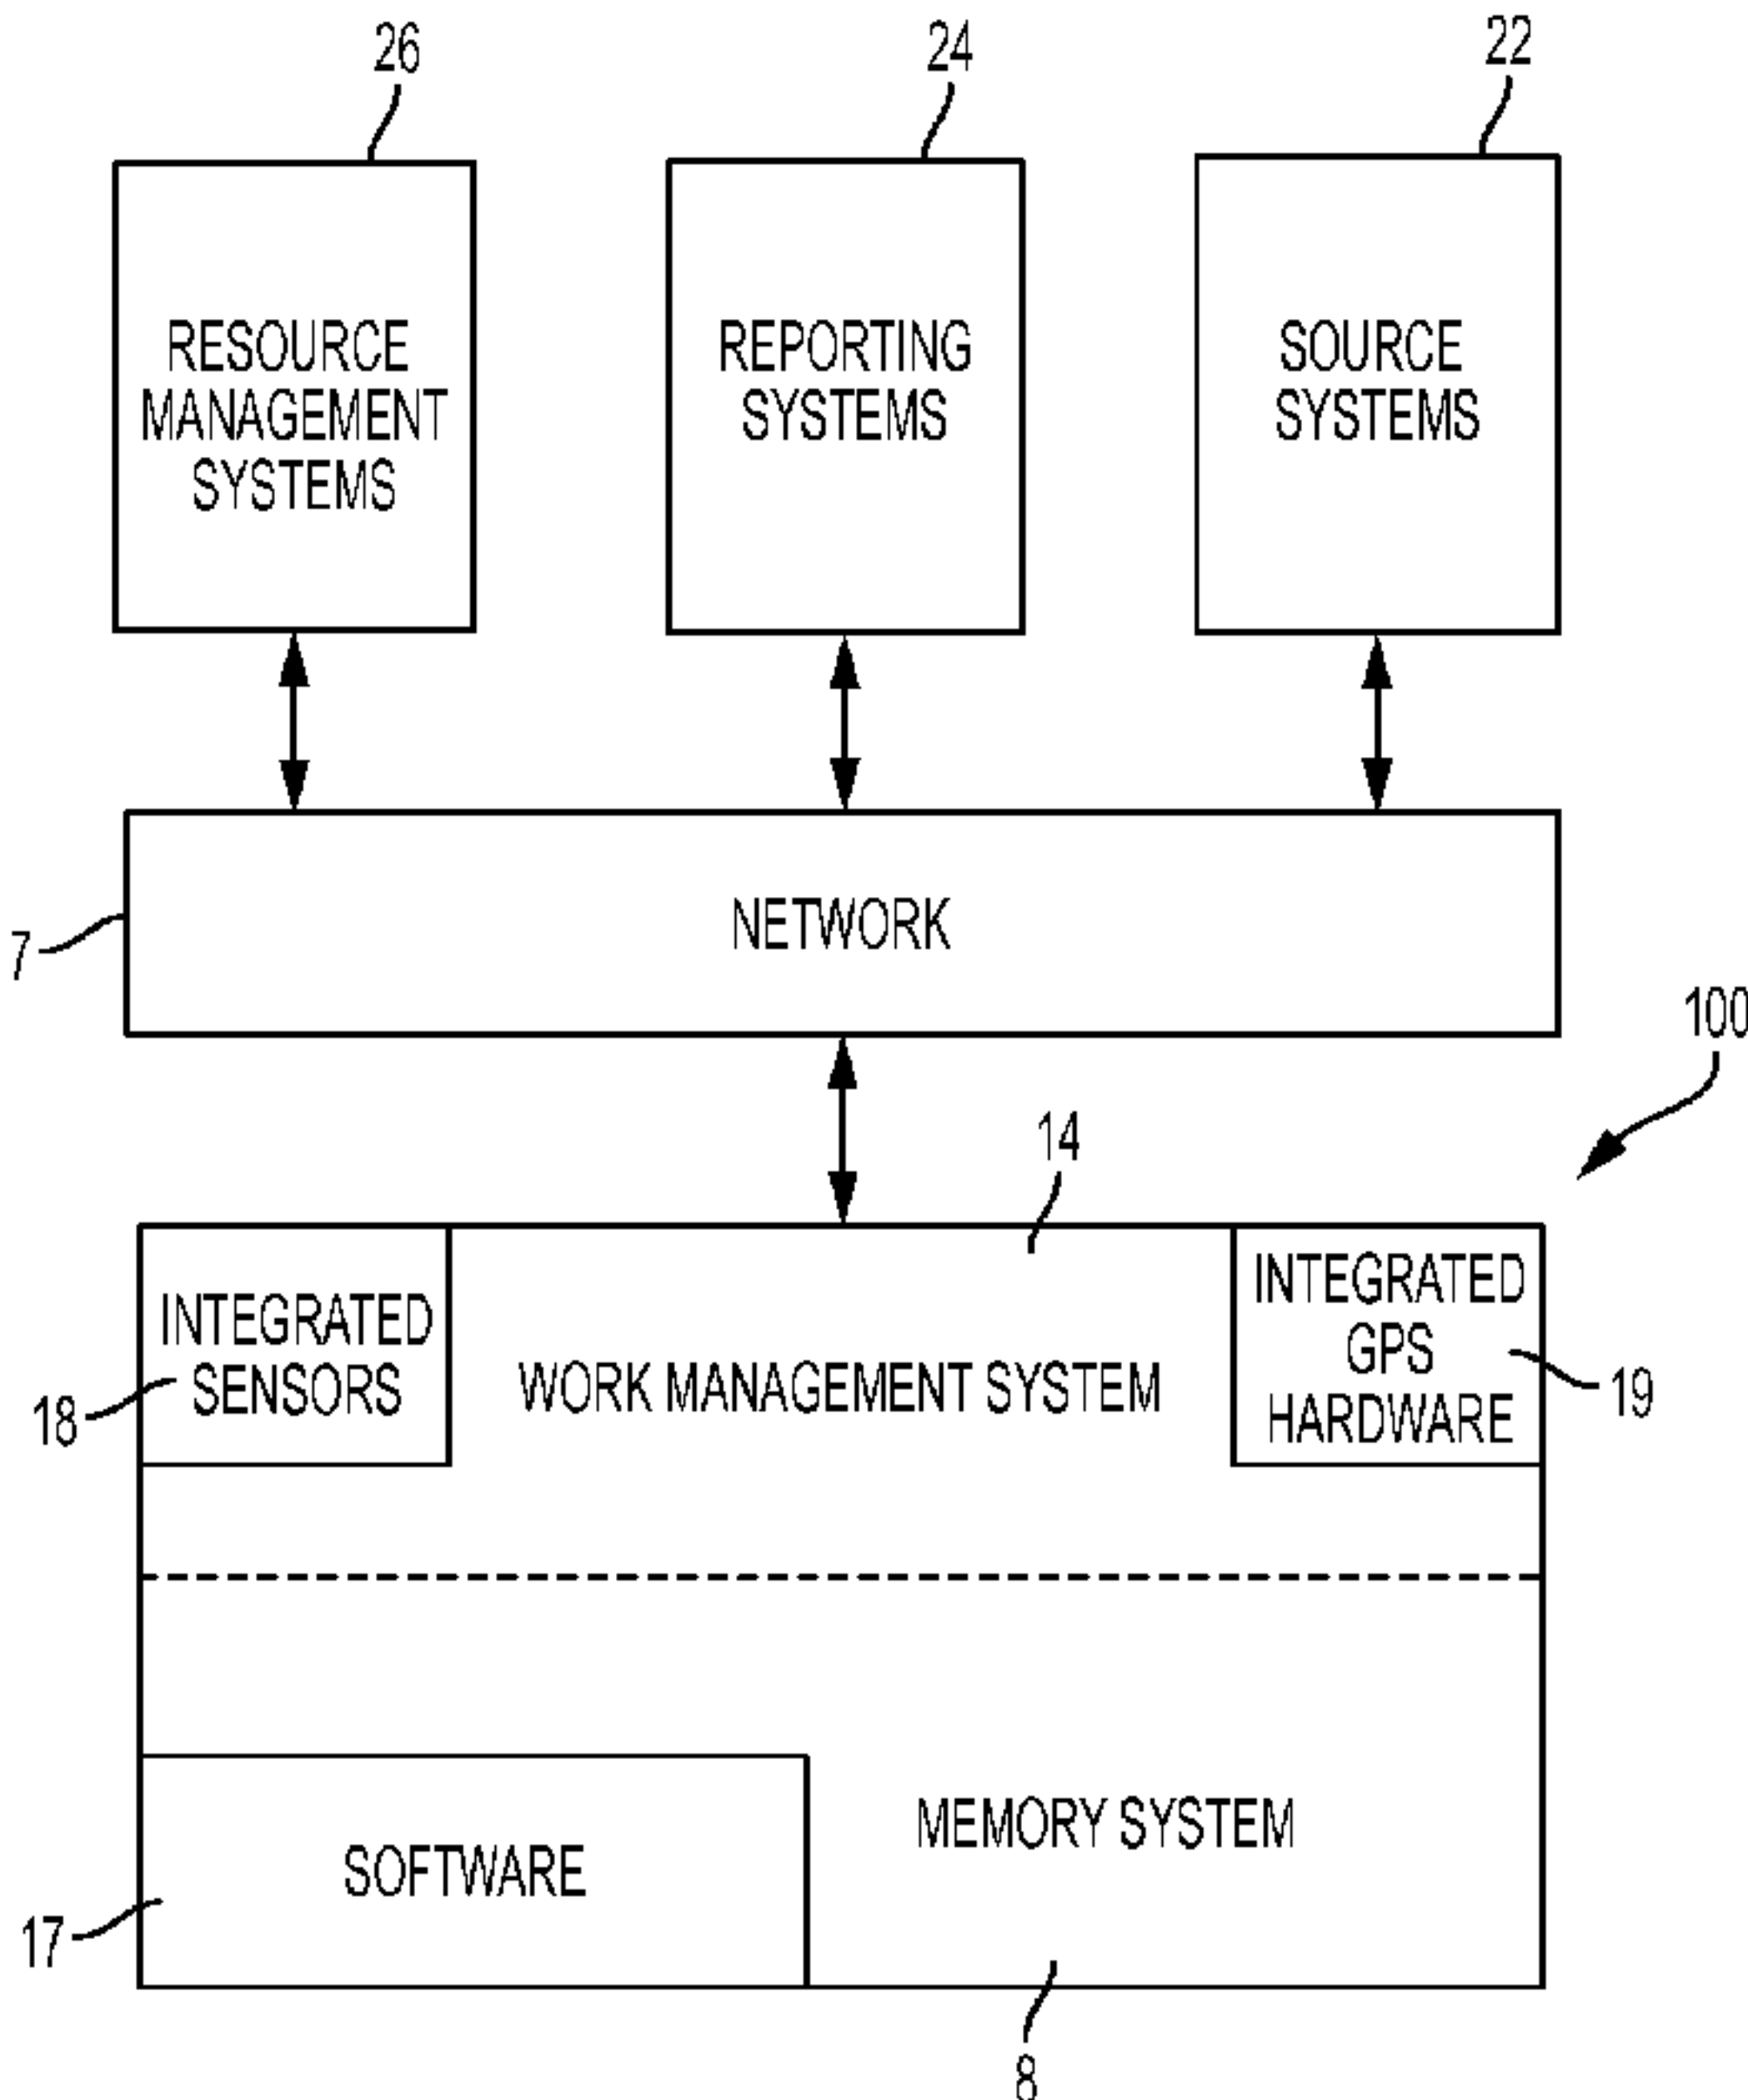 26
24
22
RESOURCE
MANAGEMENT
SYSTEMS
REPORTING
SYSTEMS
SOURCE
SYSTEMS
NETWORK
7
100
14
INTEGRATED
SENSORS
18
WORK MANAGEMENT SYSTEM
INTEGRATED
GPS
HARDWARE
19
SOFTWARE
17
MEMORY SYSTEM
8